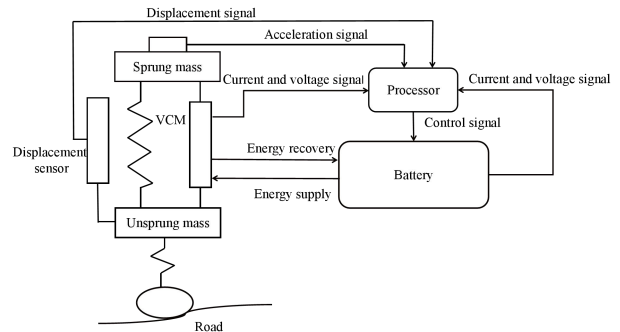 Displacement signal
Acceleration signal
Sprung mass
Current and voltage signal
Current and voltage signal
Processor
VCM
Control signal
Displacement
sensor
Energy recovery
Battery
Energy supply
Unsprung mass
Road